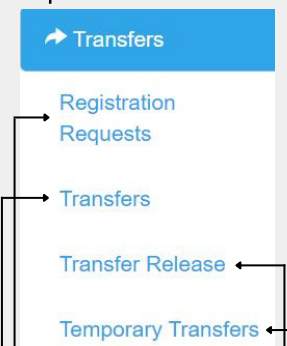 Transfers
Registration
Requests
Transfers
Transfer Release
Temporary Transfers